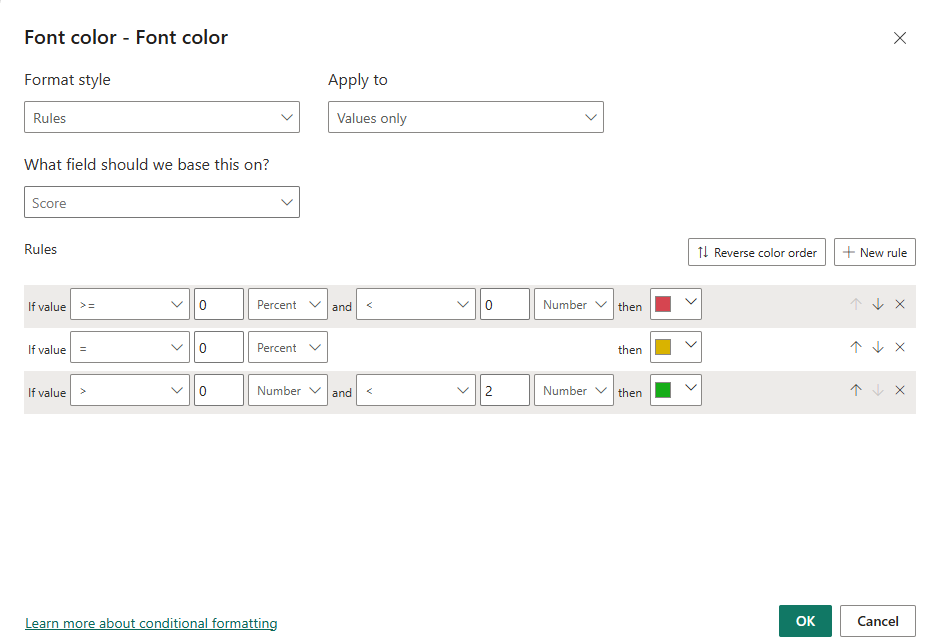 Font color - Font color
Format style
Apply to
Rules
Values only
What field should we base this on?
Score
Rules
Reverse color order
New rule
If value >= 0 Percent and < 0 Number then
If value = 0 Percent then
If value > 0 Number and < 2 Number then
Learn more about conditional formatting
OK
Cancel